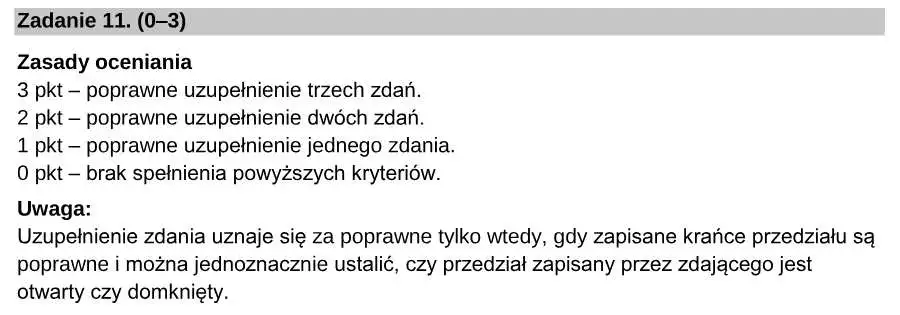 Zadanie 11. (0–3)
Zasady oceniania
3 pkt – poprawne uzupełnienie trzech zdań.
2 pkt – poprawne uzupełnienie dwóch zdań.
1 pkt – poprawne uzupełnienie jednego zdania.
0 pkt – brak spełnienia powyższych kryteriów.
Uwaga:
Uzupełnienie zdania uznaje się za poprawne tylko wtedy, gdy zapisane krańce przedziału są
poprawne i można jednoznacznie ustalić, czy przedział zapisany przez zdającego jest
otwarty czy domknięty.